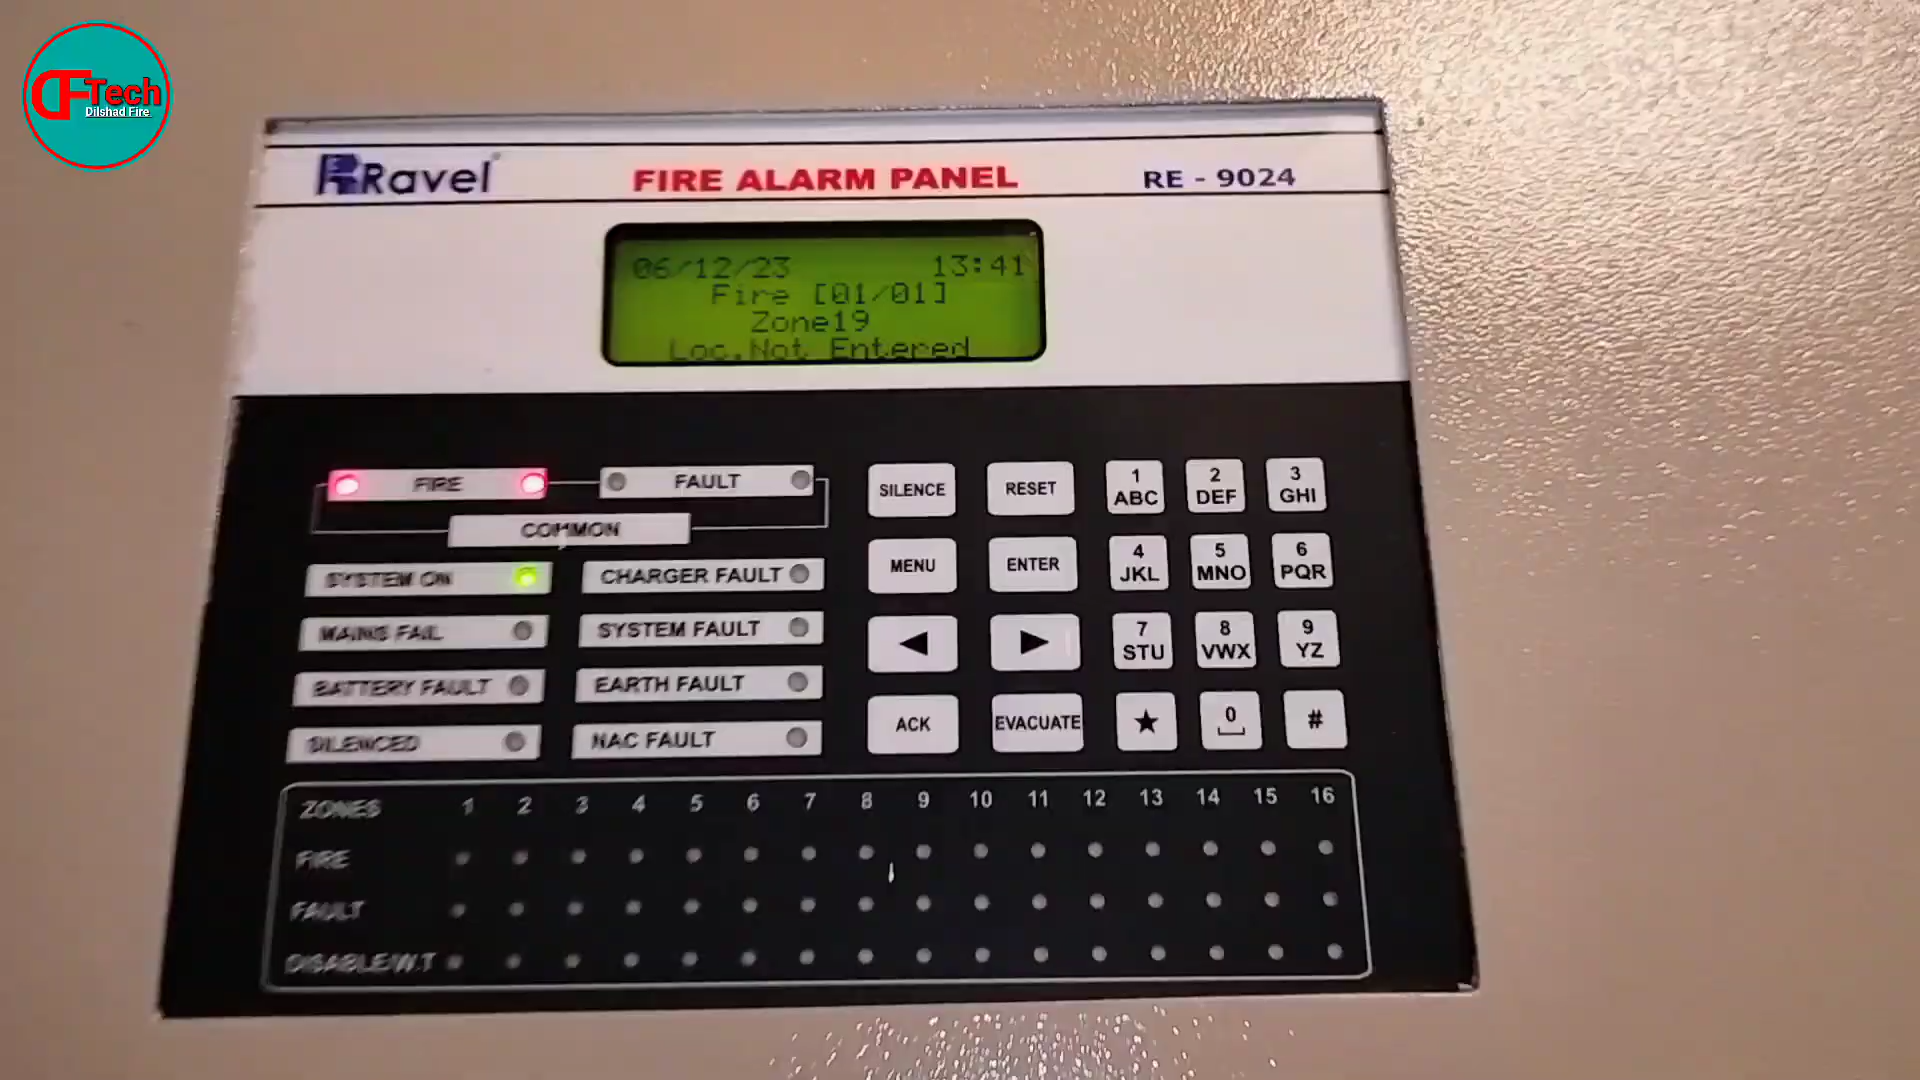 DFTech
Dilshad Fire
Ravel
FIRE ALARM PANEL
RE - 9024
06/12/23 13:41
Fire [01/01]
Zone19
Loc.Not Entered
FIRE
FAULT
COMMON
SYSTEM ON
CHARGER FAULT
MAINS FAIL
SYSTEM FAULT
BATTERY FAULT
EARTH FAULT
SILENCED
NAC FAULT
SILENCE
RESET
MENU
ENTER
◄
►
ACK
EVACUATE
1 2 3
ABC DEF GHI
4 5 6
JKL MNO PQR
7 8 9
STU VWX YZ
★ 0 #
ZONES 1 2 3 4 5 6 7 8 9 10 11 12 13 14 15 16
FIRE
FAULT
DISABLE/W.T